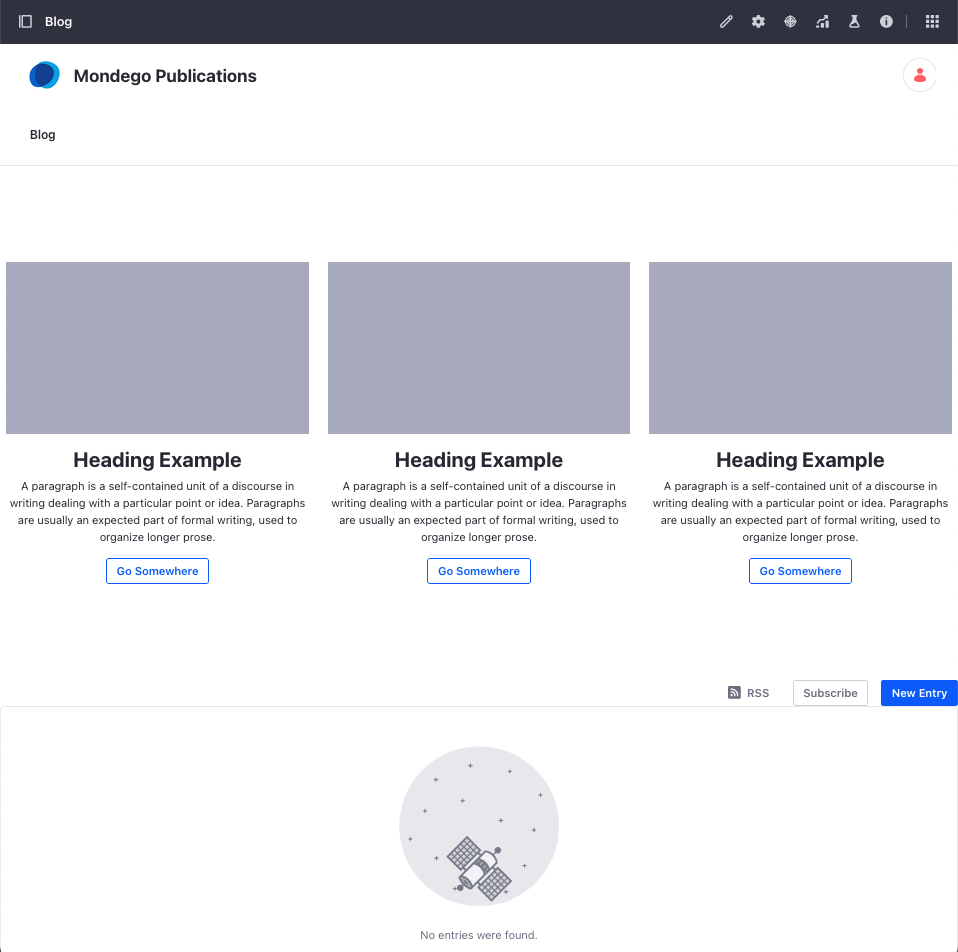 Blog
Mondego Publications
Blog
Heading Example
A paragraph is a self-contained unit of a discourse in
writing dealing with a particular point or idea. Paragraphs
are usually an expected part of formal writing, used to
organize longer prose.
Go Somewhere
Heading Example
A paragraph is a self-contained unit of a discourse in
writing dealing with a particular point or idea. Paragraphs
are usually an expected part of formal writing, used to
organize longer prose.
Go Somewhere
Heading Example
A paragraph is a self-contained unit of a discourse in
writing dealing with a particular point or idea. Paragraphs
are usually an expected part of formal writing, used to
organize longer prose.
Go Somewhere
RSS
Subscribe
New Entry
No entries were found.